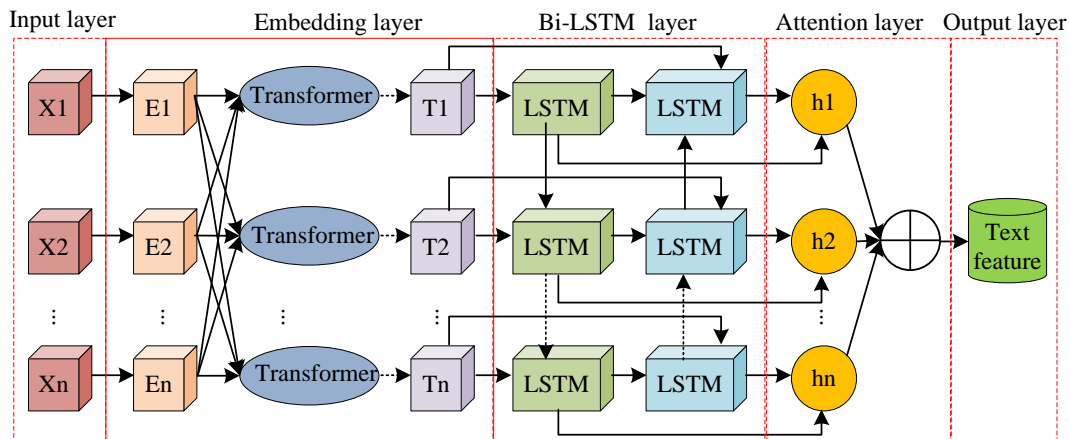 Input layer
Embedding layer
Bi-LSTM layer
Attention layer
Output layer
X1
E1
Transformer
T1
LSTM
LSTM
h1
X2
E2
Transformer
T2
LSTM
LSTM
h2
Text
feature
...
...
...
...
...
Xn
En
Transformer
Tn
LSTM
LSTM
hn